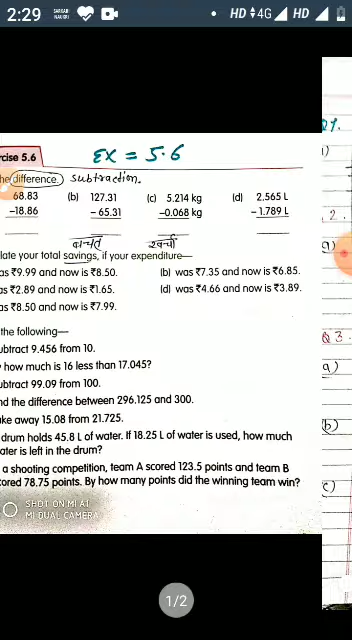 2:29 SARKARI NAUKRI HD 4G HD
rcise 5.6 EX = 5.6
he difference. Subtraction.
68.83 (b) 127.31 (c) 5.214 kg (d) 2.565 L
−18.86 − 65.31 −0.068 kg − 1.789 L
बचत खर्चा
late your total savings, if your expenditure—
as ₹9.99 and now is ₹8.50. (b) was ₹7.35 and now is ₹6.85.
as ₹2.89 and now is ₹1.65. (d) was ₹4.66 and now is ₹3.89.
as ₹8.50 and now is ₹7.99.
the following—
ubtract 9.456 from 10.
how much is 16 less than 17.045?
ubtract 99.09 from 100.
nd the difference between 296.125 and 300.
ke away 15.08 from 21.725.
drum holds 45.8 L of water. If 18.25 L of water is used, how much
ater is left in the drum?
a shooting competition, team A scored 123.5 points and team B
cored 78.75 points. By how many points did the winning team win?
SHOT ON MI A1
MI DUAL CAMERA
1/2
Q1.
2.
a)
Q3.
a)
b)
c)